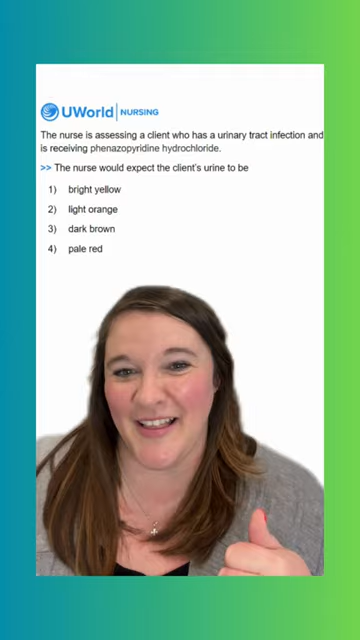 UWorld | NURSING
The nurse is assessing a client who has a urinary tract infection and
is receiving phenazopyridine hydrochloride.
>> The nurse would expect the client's urine to be
1) bright yellow
2) light orange
3) dark brown
4) pale red